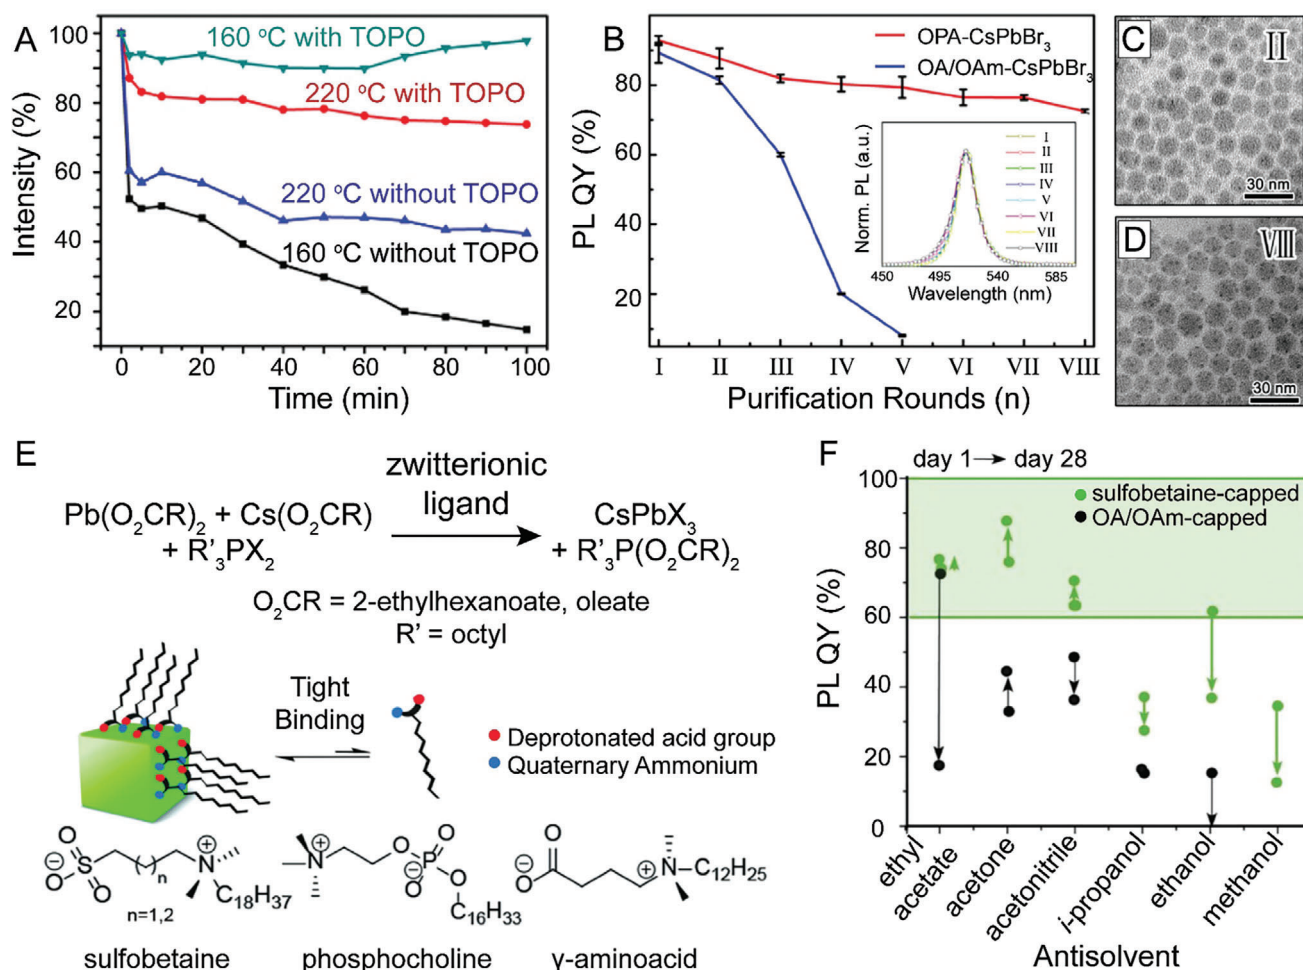 A
100
80
60
40
20
Intensity (%)
160 °C with TOPO
220 °C with TOPO
220 °C without TOPO
160 °C without TOPO
0 20 40 60 80 100
Time (min)
B
80
60
40
20
PL QY (%)
OPA-CsPbBr₃
OA/OAm-CsPbBr₃
Norm. PL (a.u.)
I
II
III
IV
V
VI
VII
VIII
450 495 540 585
Wavelength (nm)
I II III IV V VI VII VIII
Purification Rounds (n)
C
II
30 nm
D
VIII
30 nm
E
zwitterionic
ligand
Pb(O₂CR)₂ + Cs(O₂CR)
+ R'₃PX₂
CsPbX₃
+ R'₃P(O₂CR)₂
O₂CR = 2-ethylhexanoate, oleate
R' = octyl
Tight
Binding
Deprotonated acid group
Quaternary Ammonium
O
⊖O
S
O
n
n=1,2
N
⊕
C₁₈H₃₇
sulfobetaine
N
⊕
O
P
O
⊖O
O
C₁₆H₃₃
phosphocholine
O
⊖O
⊕
N
C₁₂H₂₅
γ-aminoacid
F
day 1→ day 28
100
80
60
40
20
0
PL QY (%)
sulfobetaine-capped
OA/OAm-capped
ethyl
acetate
acetone
acetonitrile
i-propanol
ethanol
methanol
Antisolvent